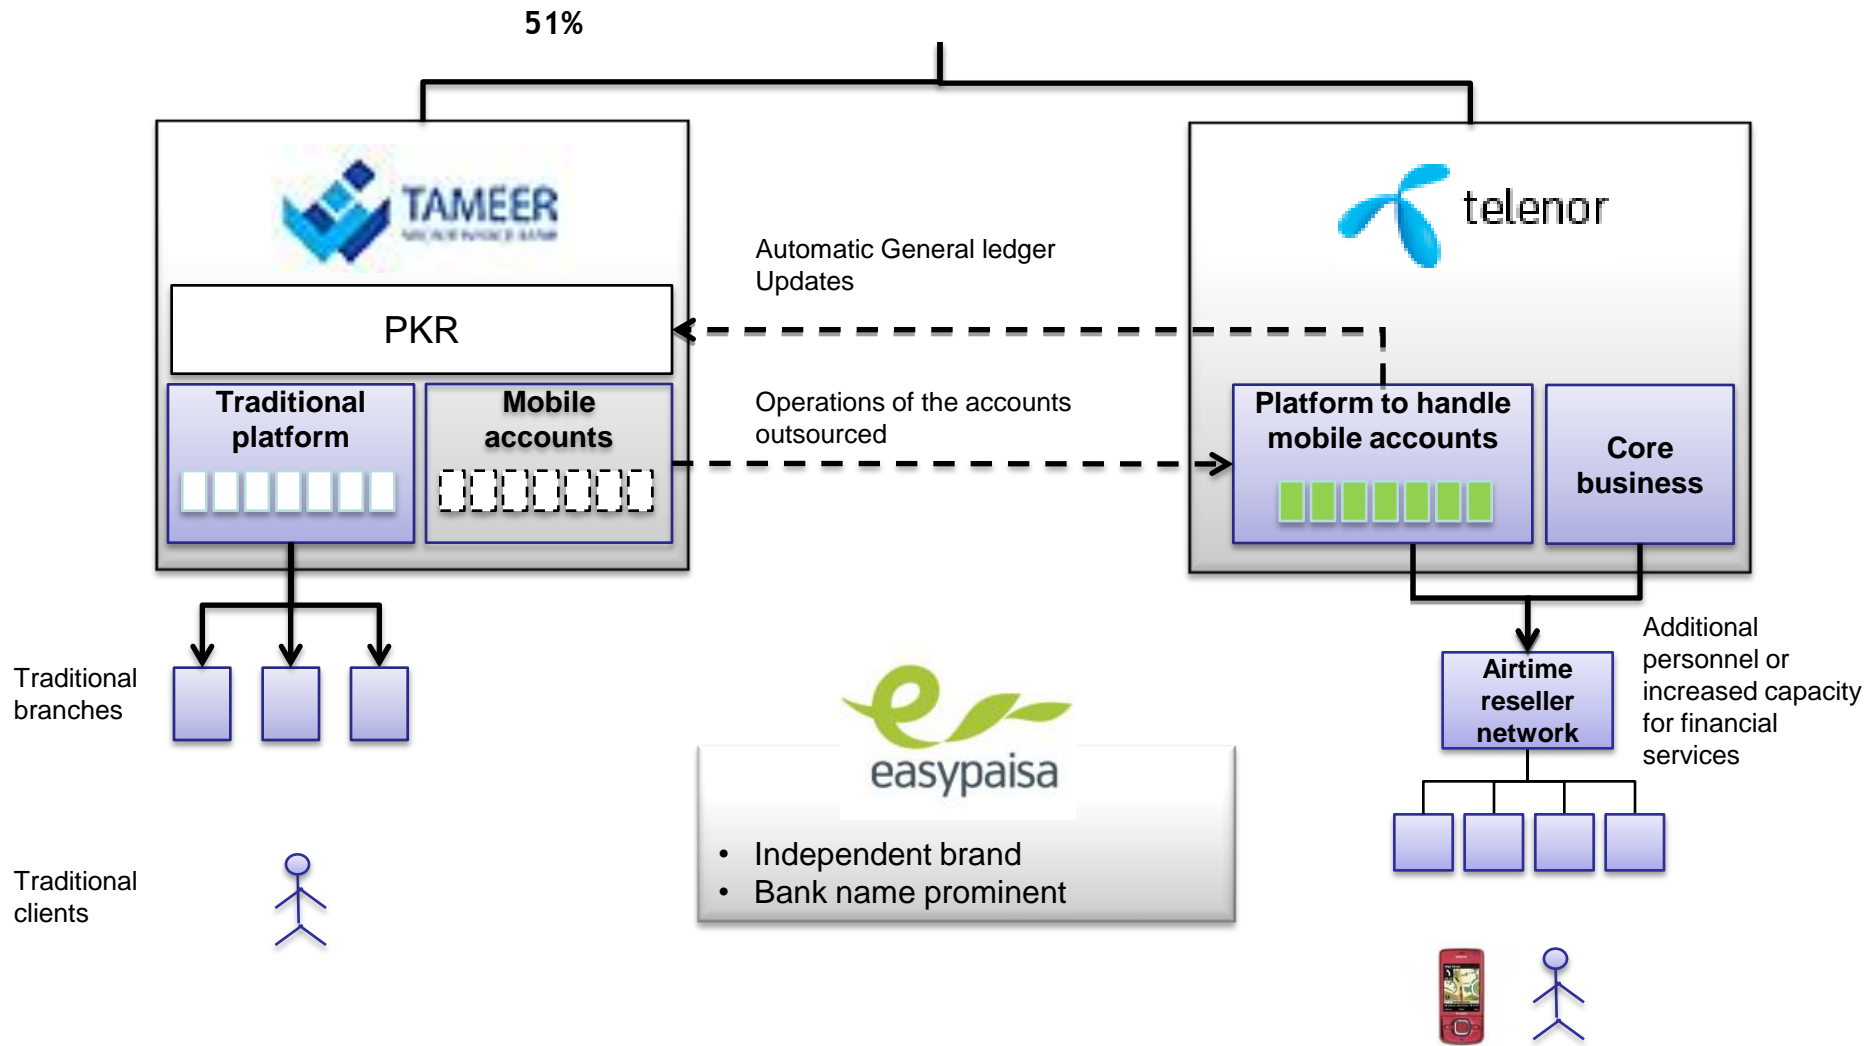 51%
TAMEER
telenor
Automatic General ledger
Updates
PKR
Traditional
platform
Mobile
accounts
Operations of the accounts
outsourced
Platform to handle
mobile accounts
Core
business
Traditional
branches
Additional
personnel or
increased capacity
for financial
services
Airtime
reseller
network
easypaisa
• Independent brand
• Bank name prominent
Traditional
clients